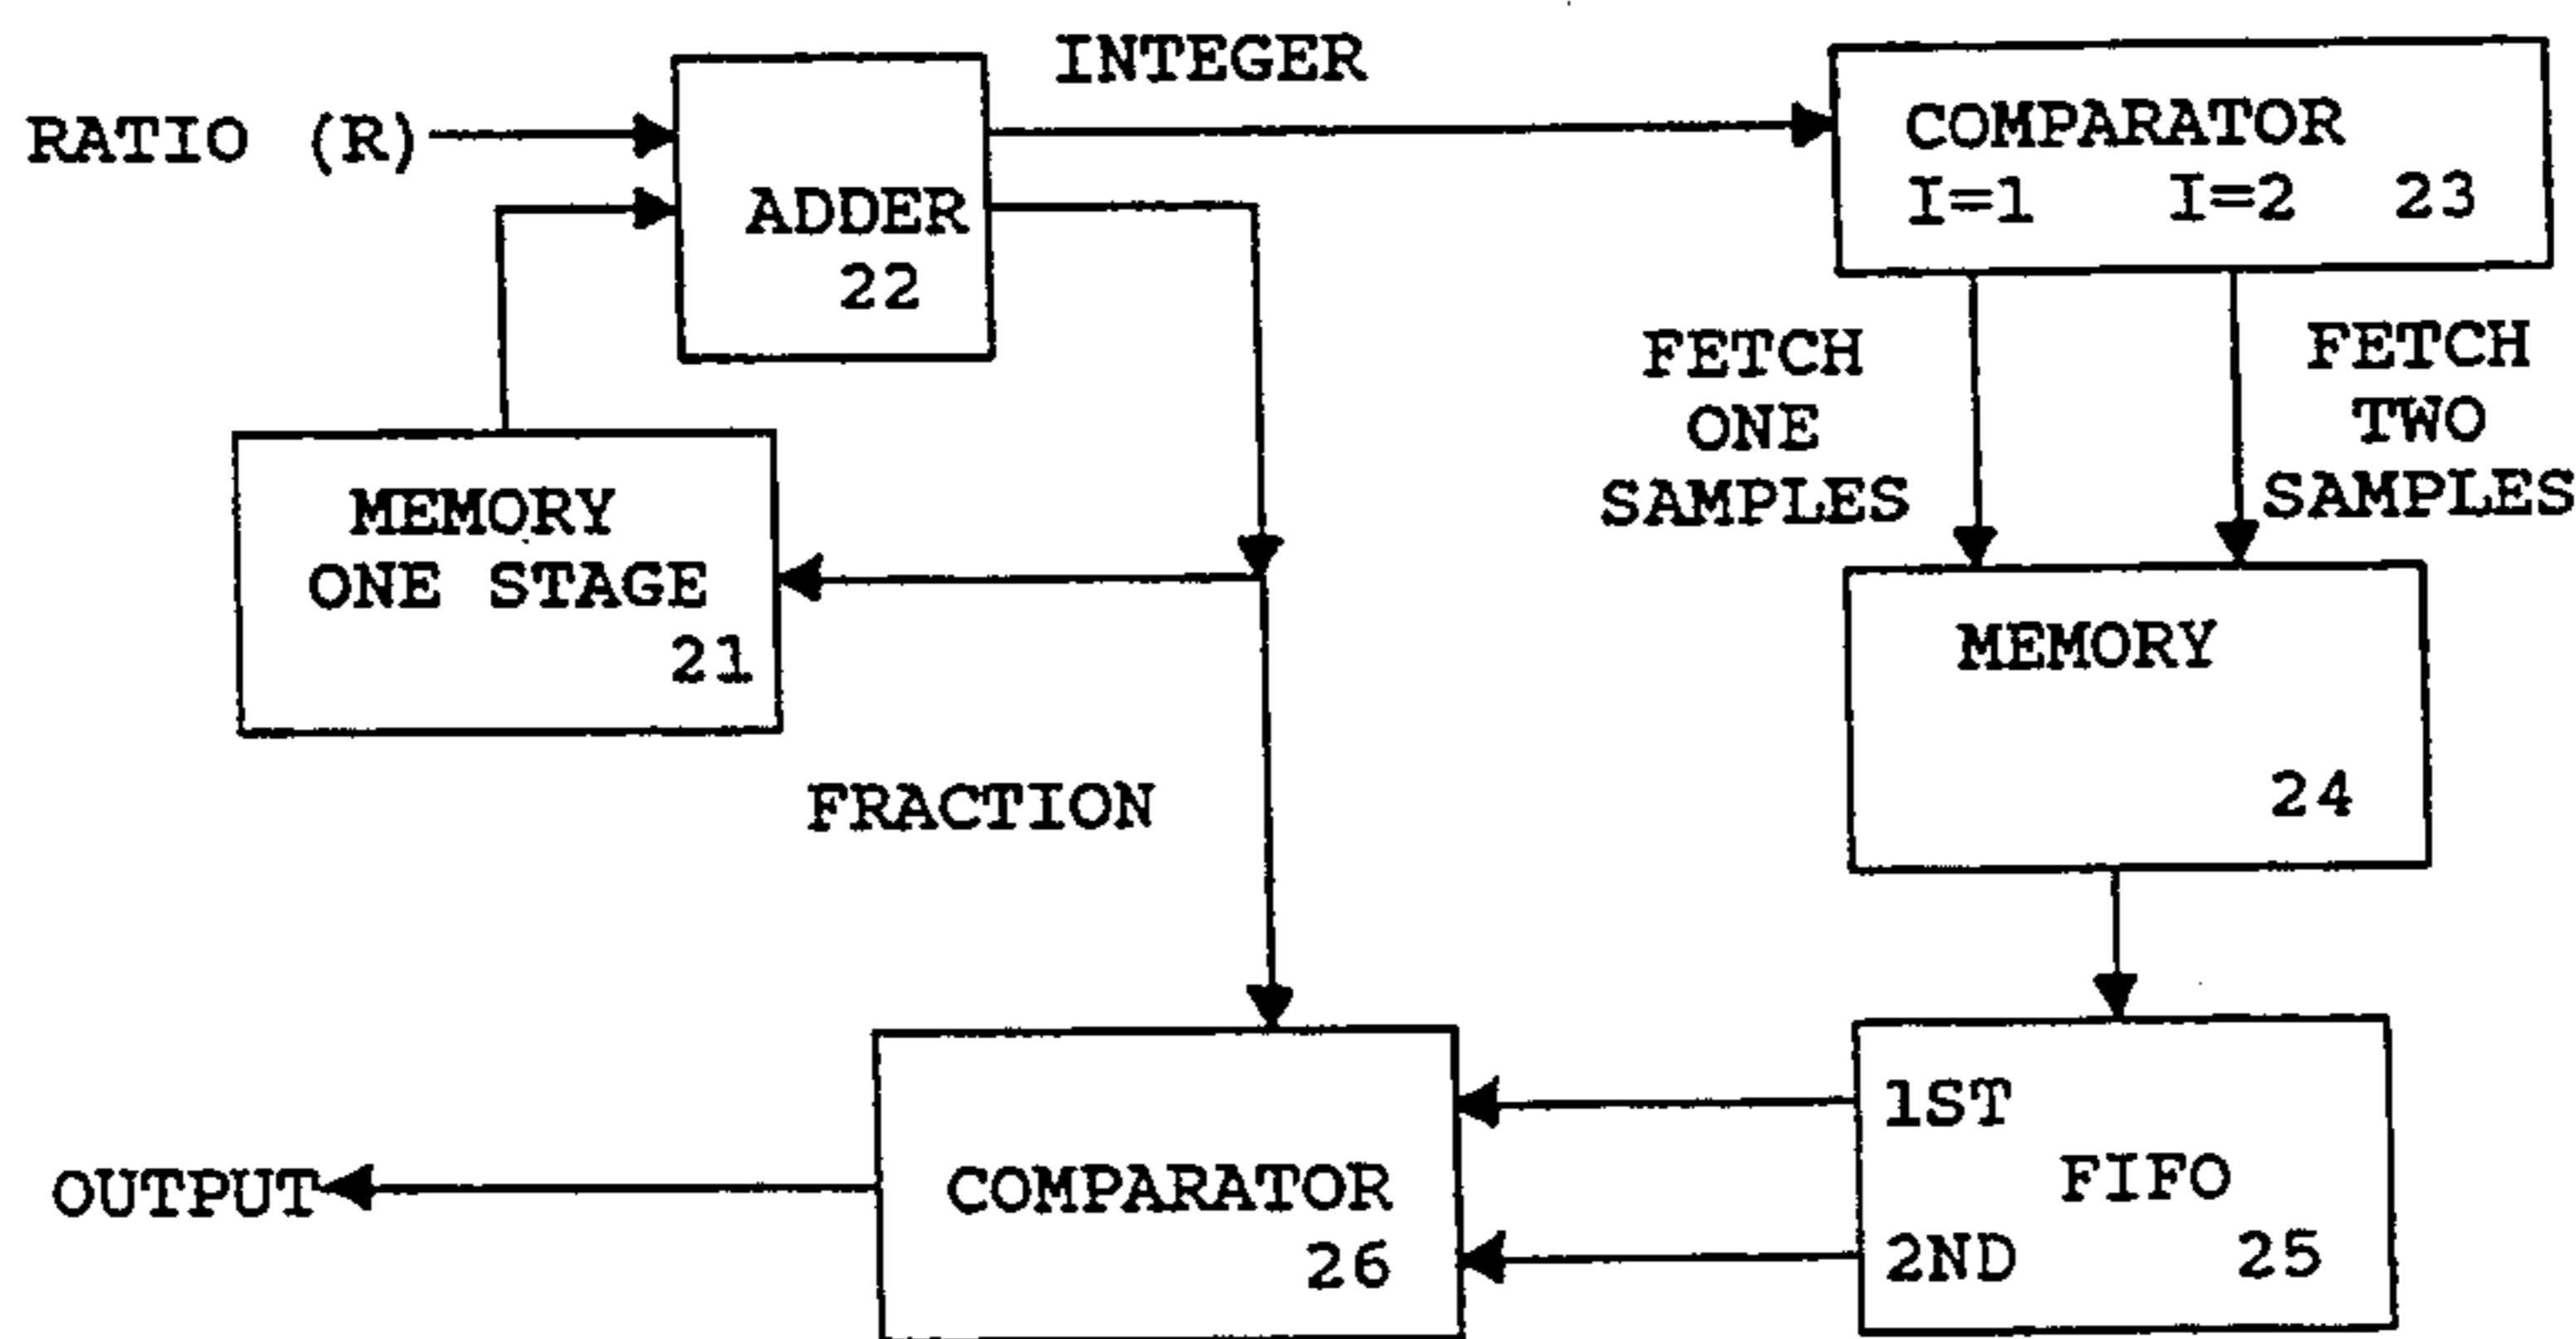 INTEGER
RATIO (R)
ADDER
22
COMPARATOR
I=1 I=2 23
FETCH
ONE
SAMPLES
FETCH
TWO
SAMPLES
MEMORY
ONE STAGE
21
MEMORY
24
FRACTION
1ST
FIFO
2ND
25
COMPARATOR
26
OUTPUT